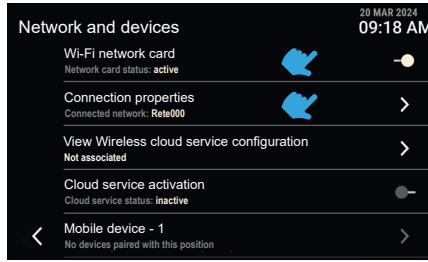 20 MAR 2024
Network and devices 09:18 AM
Wi-Fi network card
Network card status: active
Connection properties
Connected network: Rete000
View Wireless cloud service configuration
Not associated
Cloud service activation
Cloud service status: inactive
Mobile device - 1
No devices paired with this position